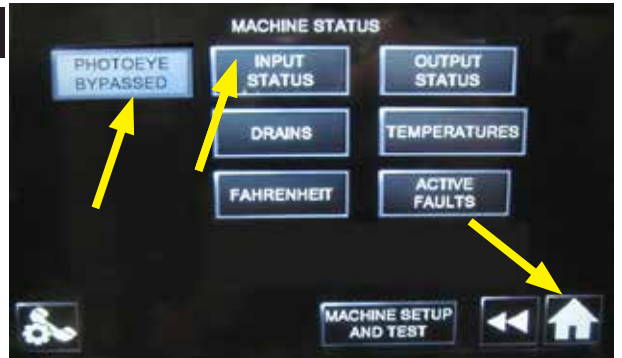 MACHINE STATUS
PHOTOEYE
BYPASSED
INPUT
STATUS
OUTPUT
STATUS
DRAINS
TEMPERATURES
FAHRENHEIT
ACTIVE
FAULTS
MACHINE SETUP
AND TEST